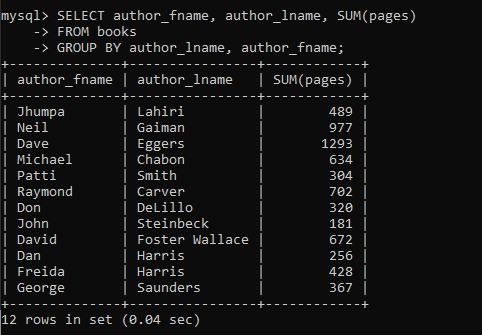 mysql> SELECT author_fname, author_lname, SUM(pages)
    -> FROM books
    -> GROUP BY author_lname, author_fname;
+--------------+----------------+------------+
| author_fname | author_lname   | SUM(pages) |
+--------------+----------------+------------+
| Jhumpa       | Lahiri         |        489 |
| Neil         | Gaiman         |        977 |
| Dave         | Eggers         |       1293 |
| Michael      | Chabon         |        634 |
| Patti        | Smith          |        304 |
| Raymond      | Carver         |        702 |
| Don          | DeLillo        |        320 |
| John         | Steinbeck      |        181 |
| David        | Foster Wallace |        672 |
| Dan          | Harris         |        256 |
| Freida       | Harris         |        428 |
| George       | Saunders       |        367 |
+--------------+----------------+------------+
12 rows in set (0.04 sec)